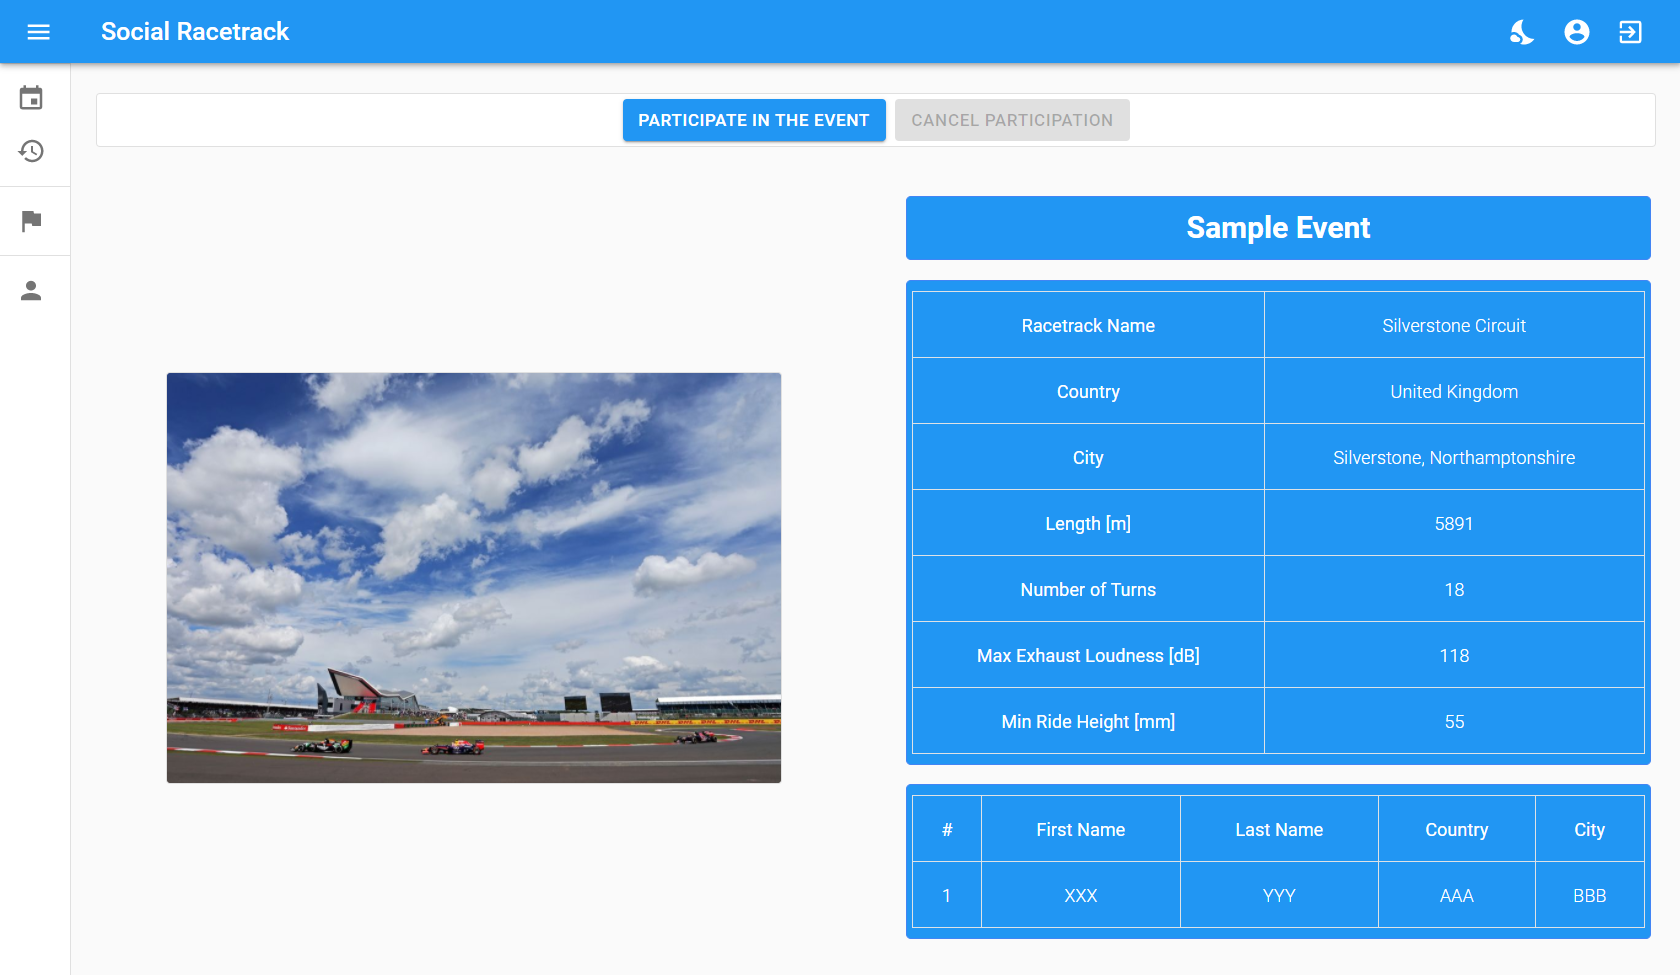 Social Racetrack
PARTICIPATE IN THE EVENT CANCEL PARTICIPATION
Sample Event
Racetrack Name Silverstone Circuit
Country United Kingdom
City Silverstone, Northamptonshire
Length [m] 5891
Number of Turns 18
Max Exhaust Loudness [dB] 118
Min Ride Height [mm] 55
# First Name Last Name Country City
1 XXX YYY AAA BBB